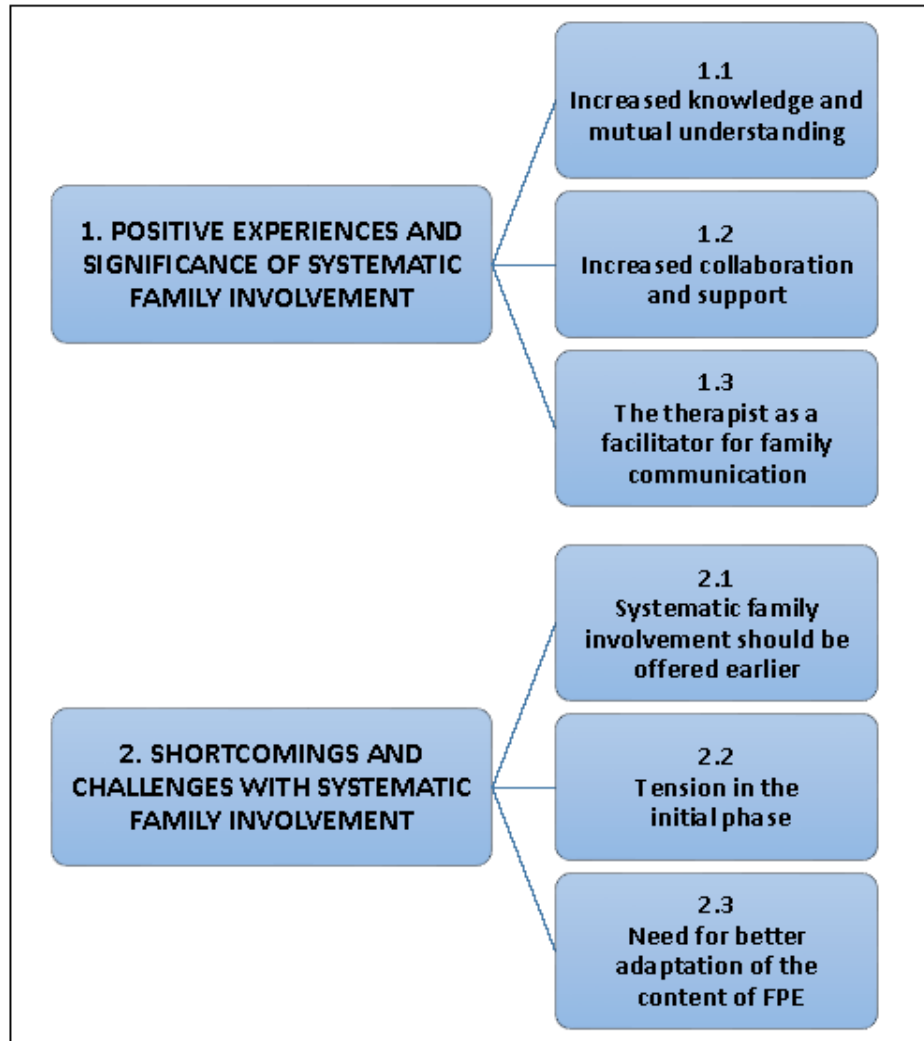 1. POSITIVE EXPERIENCES AND
SIGNIFICANCE OF SYSTEMATIC
FAMILY INVOLVEMENT
1.1
Increased knowledge and
mutual understanding
1.2
Increased collaboration
and support
1.3
The therapist as a
facilitator for family
communication
2. SHORTCOMINGS AND
CHALLENGES WITH SYSTEMATIC
FAMILY INVOLVEMENT
2.1
Systematic family
involvement should be
offered earlier
2.2
Tension in the
initial phase
2.3
Need for better
adaptation of the
content of FPE